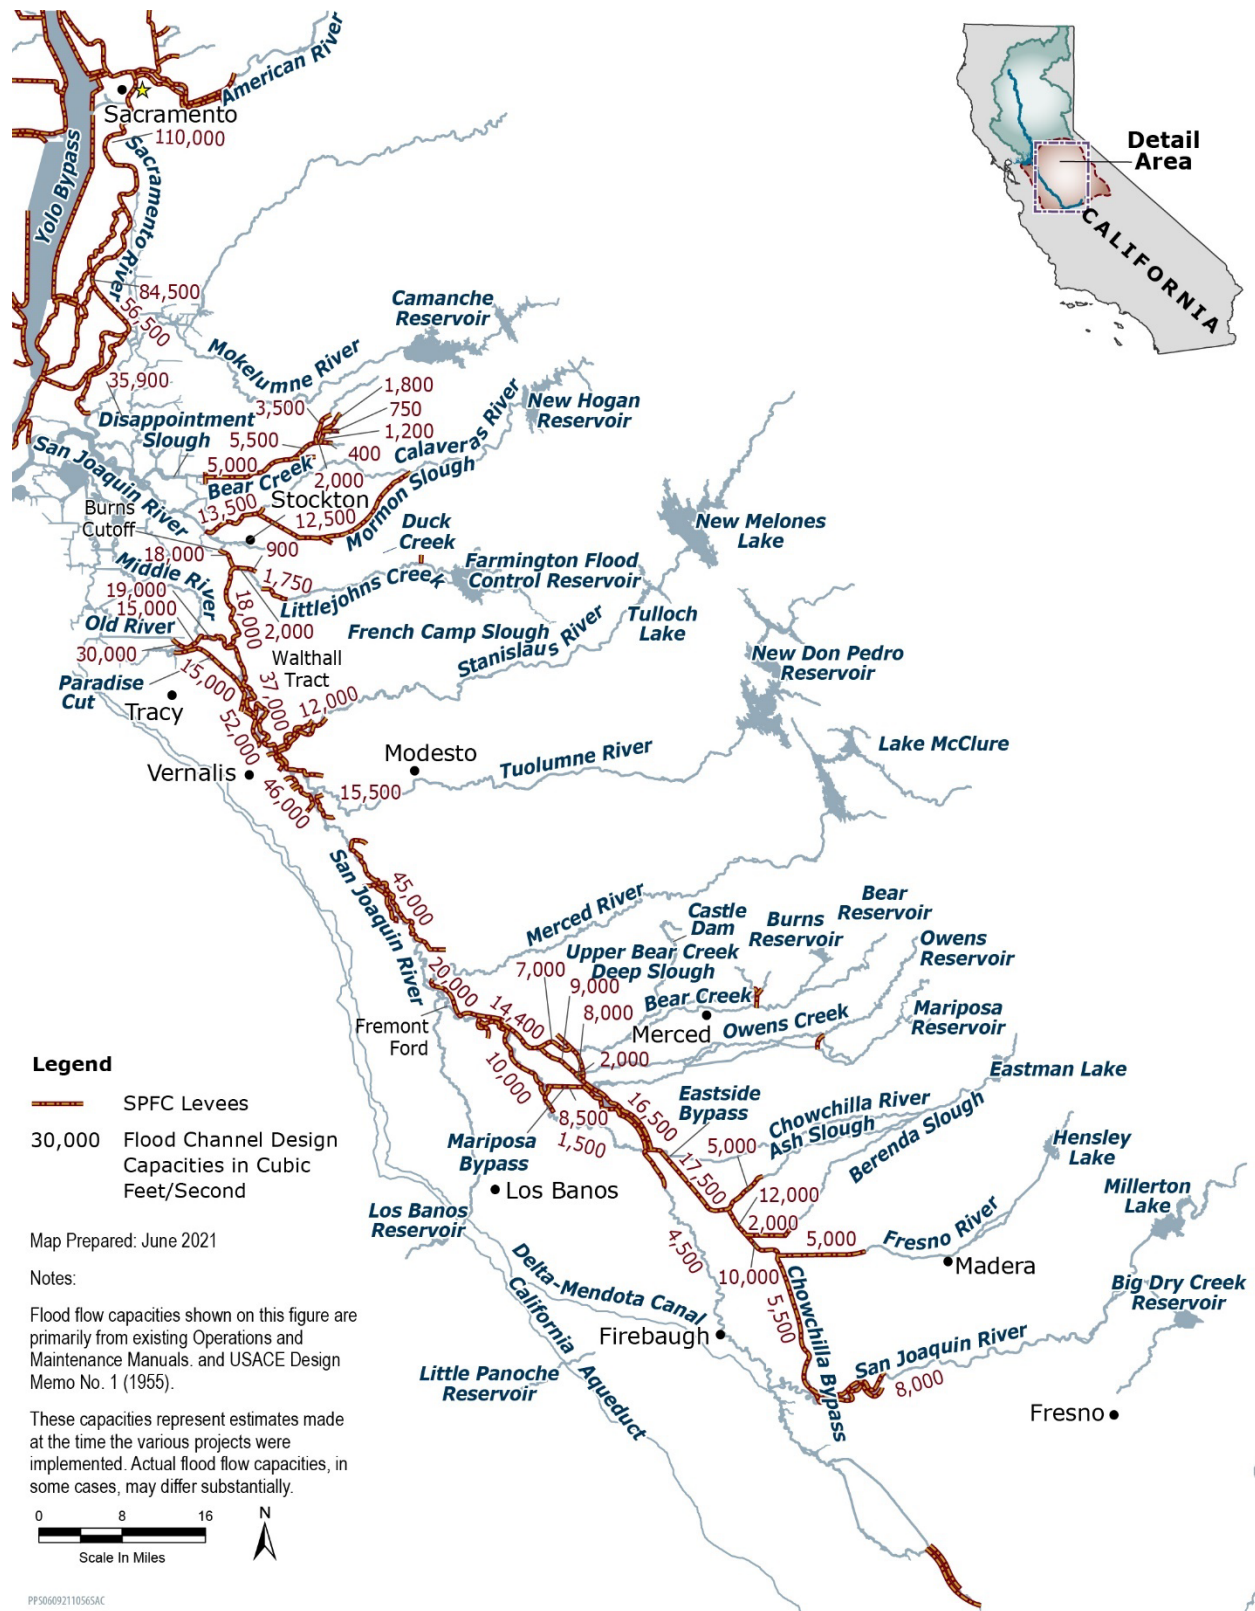 American River
Sacramento
110,000
Yolo Bypass
Sacramento River
84,500
56,500
Detail
Area
CALIFORNIA
Camanche
Reservoir
Mokelumne River
35,900
1,800
3,500
750
1,200
New Hogan
Reservoir
Disappointment
Slough
5,500
400
Calaveras River
San Joaquin River
5,000
Bear Creek
2,000
Stockton
Mormon Slough
Burns
Cutoff
13,500
12,500
Duck
Creek
New Melones
Lake
18,000
900
Middle River
1,750
Littlejohns Creek
Farmington Flood
Control Reservoir
19,000
15,000
18,000
Old River
2,000
French Camp Slough
Tulloch
Lake
Stanislaus River
30,000
Walthall
Tract
New Don Pedro
Reservoir
Paradise
Cut
15,000
37,000
12,000
Tracy
52,000
Modesto
Tuolumne River
Lake McClure
Vernalis
46,000
15,500
San Joaquin River
45,000
Merced River
Castle
Dam
Burns
Reservoir
Bear
Reservoir
Owens
Reservoir
Upper Bear Creek
Deep Slough
20,000
7,000
9,000
8,000
Bear Creek
Mariposa
Reservoir
Fremont
Ford
14,400
Merced
Owens Creek
2,000
10,000
Eastman Lake
8,500
16,500
Eastside
Bypass
Chowchilla River
Ash Slough
Berenda Slough
Mariposa
Bypass
1,500
5,000
Hensley
Lake
17,500
Los Banos
12,000
Millerton
Lake
Los Banos
Reservoir
2,000
5,000
Fresno River
4,500
Madera
10,000
Delta-Mendota Canal
Chowchilla Bypass
5,500
Big Dry Creek
Reservoir
California Aqueduct
Firebaugh
San Joaquin River
Little Panoche
Reservoir
8,000
Fresno
Legend
SPFC Levees
30,000 Flood Channel Design
Capacities in Cubic
Feet/Second
Map Prepared: June 2021
Notes:
Flood flow capacities shown on this figure are
primarily from existing Operations and
Maintenance Manuals. and USACE Design
Memo No. 1 (1955).
These capacities represent estimates made
at the time the various projects were
implemented. Actual flood flow capacities, in
some cases, may differ substantially.
0 8 16
Scale In Miles
N
PPS0609211056SAC